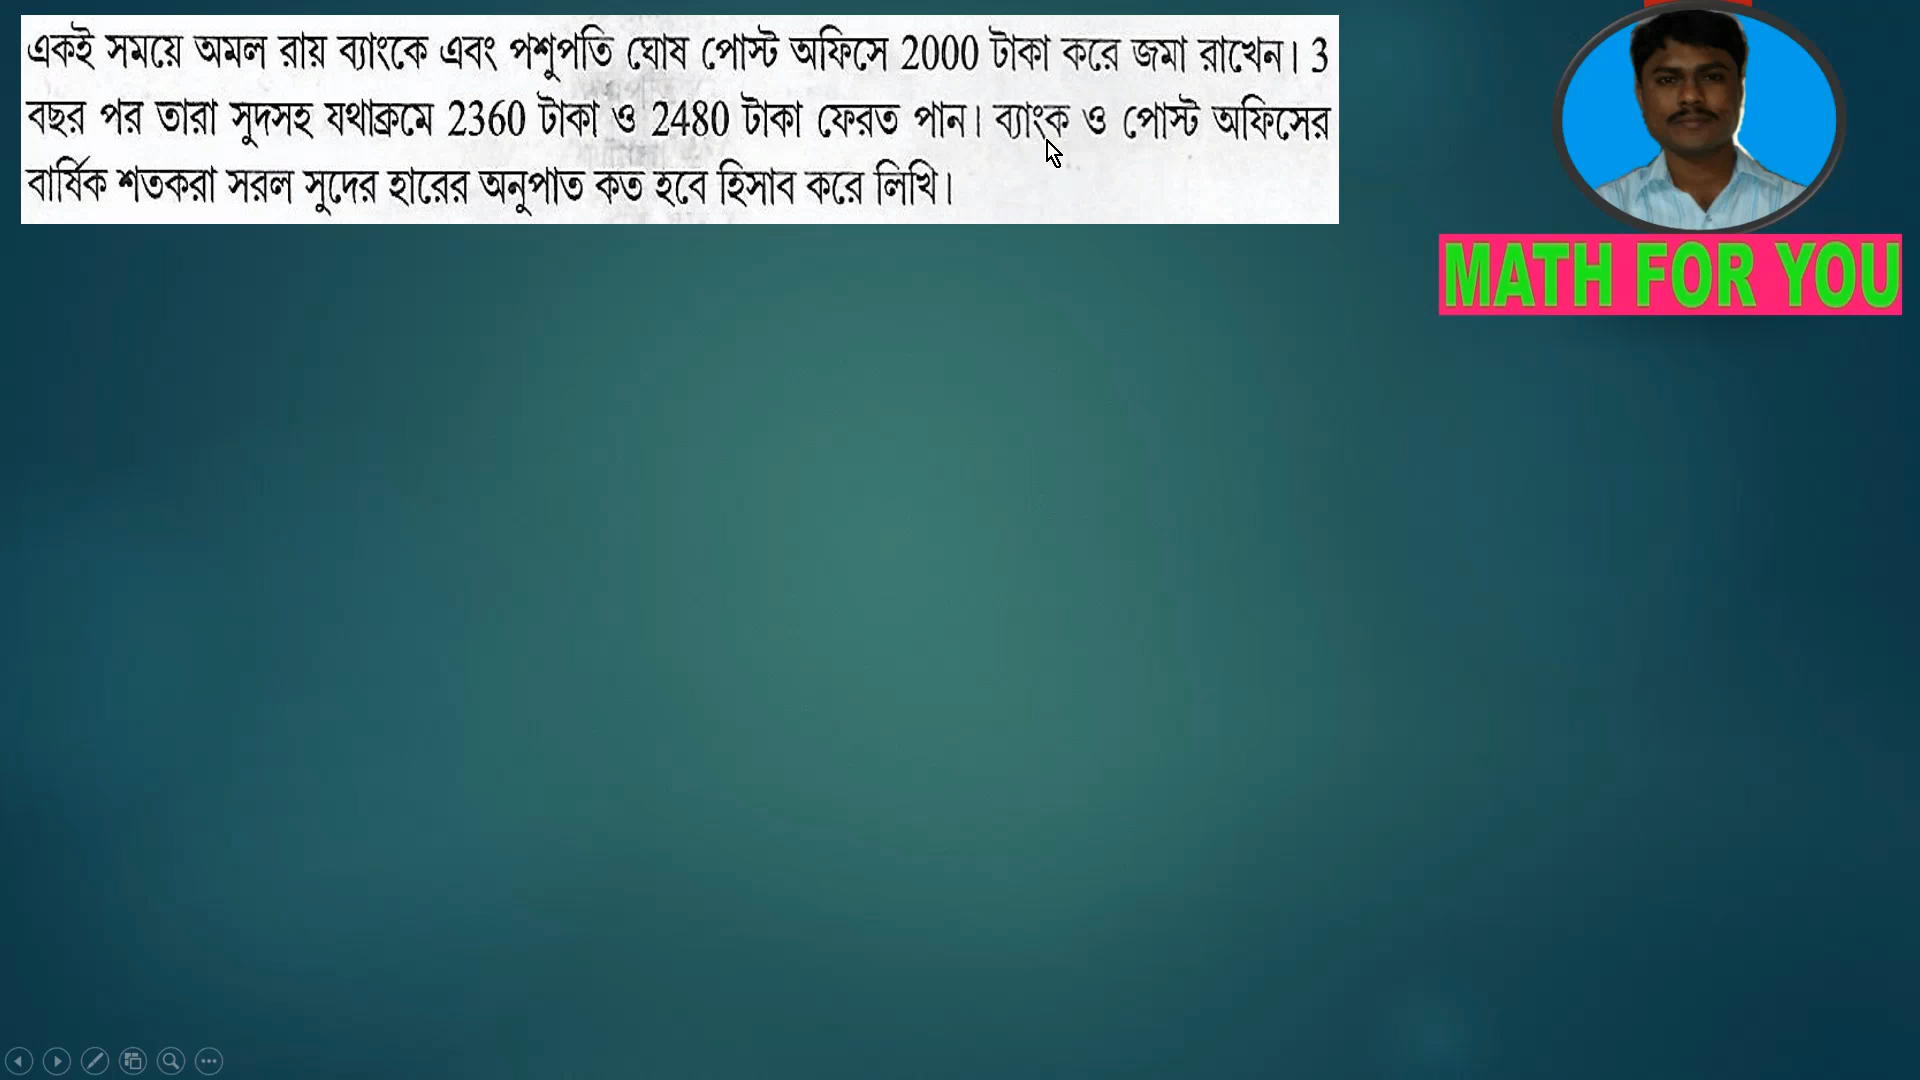 একই সময়ে অমল রায় ব্যাংকে এবং পশুপতি ঘোষ পোস্ট অফিসে 2000 টাকা করে জমা রাখেন। 3
বছর পর তারা সুদসহ যথাক্রমে 2360 টাকা ও 2480 টাকা ফেরত পান। ব্যাংক ও পোস্ট অফিসের
বার্ষিক শতকরা সরল সুদের হারের অনুপাত কত হবে হিসাব করে লিখি।
MATH FOR YOU